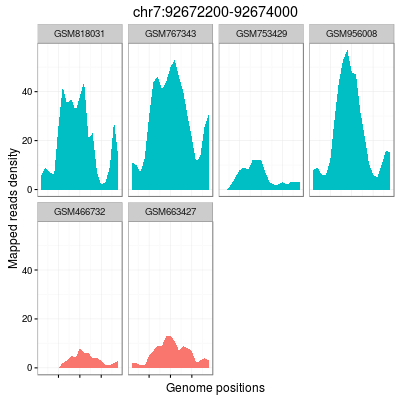 chr7:92672200-92674000
GSM818031 GSM767343 GSM753429 GSM956008
40
20
0
GSM466732 GSM663427
40
20
0
Mapped reads density
Genome positions